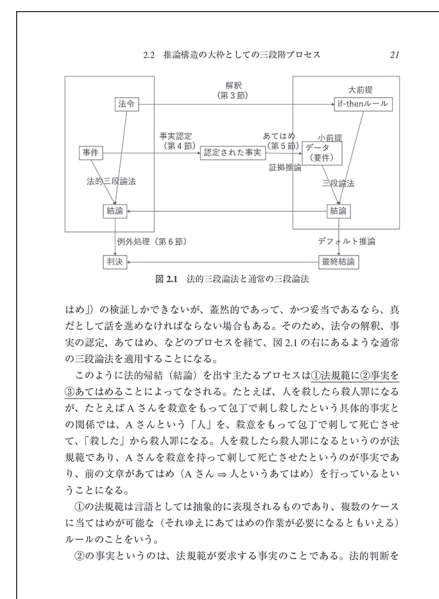 2.2 推論構造の大枠としての三段階プロセス 21
解釈
(第3節)
大前提
法令
if-thenルール
事実認定
(第4節)
あてはめ
(第5節)
小前提
事件
認定された事実
データ
(要件)
証拠推論
法的三段論法
三段論法
結論
結論
例外処理(第6節)
デフォルト推論
判決
最終結論
図 2.1 法的三段論法と通常の三段論法
はめ」)の検証しかできないが、蓋然的であって、かつ妥当であるなら、真
だとして話を進めなければならない場合もある。そのため、法令の解釈、事
実の認定、あてはめ、などのプロセスを経て、図 2.1 の右にあるような通常
の三段論法を適用することになる。
このように法的帰結(結論)を出す主たるプロセスは①法規範に②事実を
③あてはめることによってなされる。たとえば、人を殺したら殺人罪になる
が、たとえば A さんを殺意をもって包丁で刺し殺したという具体的事実と
の関係では、A さんという「人」を、殺意をもって包丁で刺して死亡させ
て、「殺した」から殺人罪になる。人を殺したら殺人罪になるというのが法
規範であり、A さんを殺意を持って刺して死亡させたというのが事実であ
り、前の文章があてはめ(A さん ⇒ 人というあてはめ)を行っているとい
うことになる。
①の法規範は言語としては抽象的に表現されるものであり、複数のケース
に当てはめが可能な(それゆえにあてはめの作業が必要になるともいえる)
ルールのことをいう。
②の事実というのは、法規範が要求する事実のことである。法的判断を